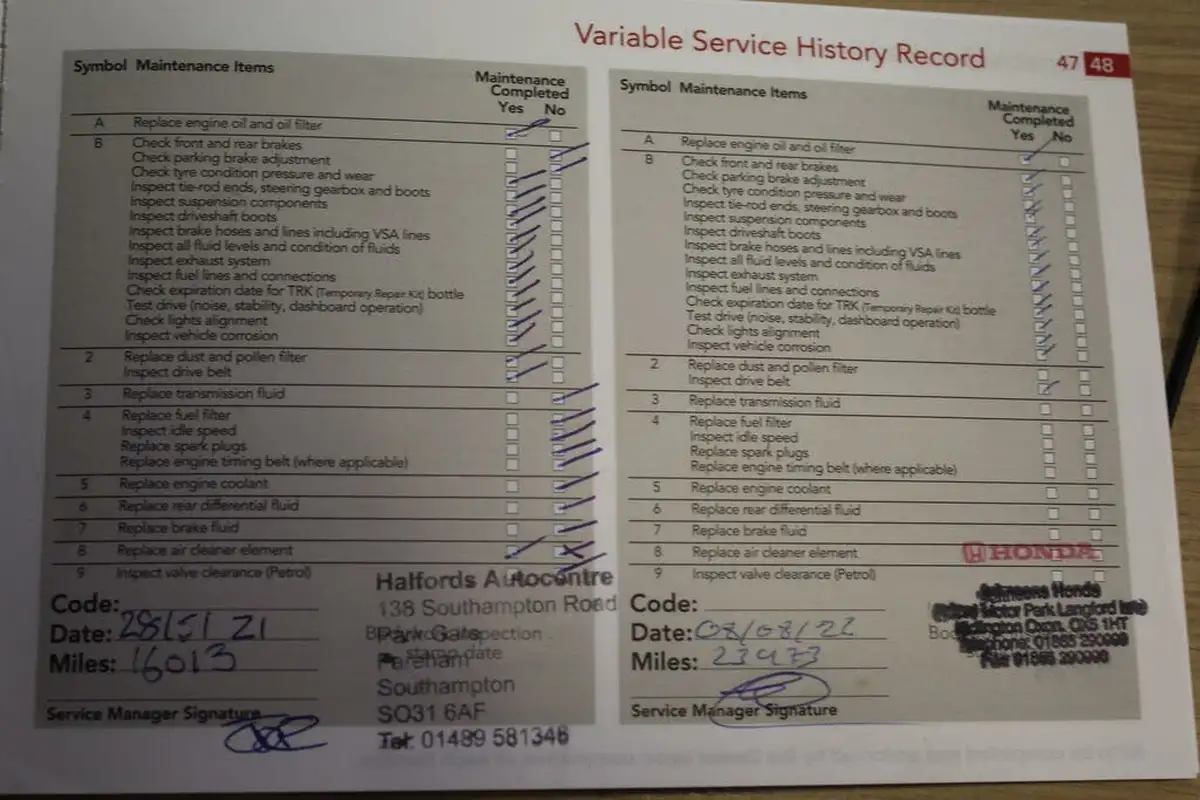 Variable Service History Record
47 48
Symbol Maintenance Items
Maintenance
Completed
Yes No
A Replace engine oil and oil filter
B Check front and rear brakes
Check parking brake adjustment
Check tyre condition pressure and wear
Inspect tie-rod ends, steering gearbox and boots
Inspect suspension components
Inspect driveshaft boots
Inspect brake hoses and lines including VSA lines
Inspect all fluid levels and condition of fluids
Inspect exhaust system
Inspect fuel lines and connections
Check expiration date for TRK (Temporary Repair Kit) bottle
Test drive (noise, stability, dashboard operation)
Check lights alignment
Inspect vehicle corrosion
2 Replace dust and pollen filter
Inspect drive belt
3 Replace transmission fluid
4 Replace fuel filter
Inspect idle speed
Replace spark plugs
Replace engine timing belt (where applicable)
5 Replace engine coolant
6 Replace rear differential fluid
7 Replace brake fluid
8 Replace air cleaner element
9 Inspect valve clearance (Petrol)
Code:
Date: 28/5/21
Miles: 16013
Service Manager Signature
Halfords Autocentre
138 Southampton Road
Park Gate
Fareham
Southampton
SO31 6AF
Tel: 01489 581346
Inspection
stamp date
Symbol Maintenance Items
Maintenance
Completed
Yes No
A Replace engine oil and oil filter
B Check front and rear brakes
Check parking brake adjustment
Check tyre condition pressure and wear
Inspect tie-rod ends, steering gearbox and boots
Inspect suspension components
Inspect driveshaft boots
Inspect brake hoses and lines including VSA lines
Inspect all fluid levels and condition of fluids
Inspect exhaust system
Inspect fuel lines and connections
Check expiration date for TRK (Temporary Repair Kit) bottle
Test drive (noise, stability, dashboard operation)
Check lights alignment
Inspect vehicle corrosion
2 Replace dust and pollen filter
Inspect drive belt
3 Replace transmission fluid
4 Replace fuel filter
Inspect idle speed
Replace spark plugs
Replace engine timing belt (where applicable)
5 Replace engine coolant
6 Replace rear differential fluid
7 Replace brake fluid
8 Replace air cleaner element
9 Inspect valve clearance (Petrol)
Code:
Date: 08/08/22
Miles: 23973
Service Manager Signature
HONDA
Johnsons Honda
Motor Park Langford
Oxon. OX5 1HT
Telephone: 01865 290990
Fax: 01865 290990